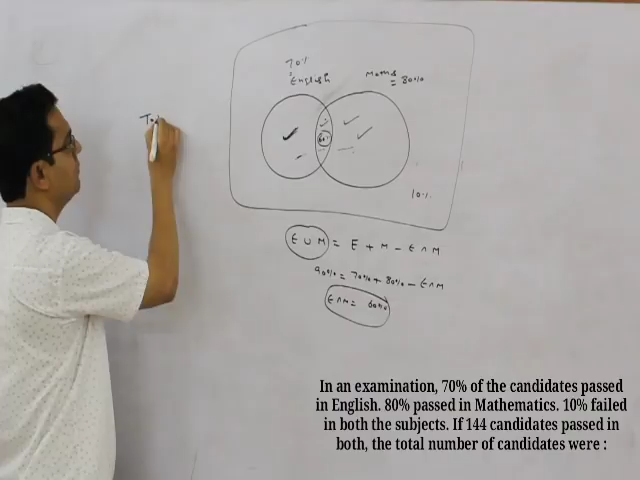 70%
English
Maths
= 80%
60%
10%
E ∪ M = E + M - E ∩ M
90% = 70% + 80% - E ∩ M
E ∩ M = 60%
In an examination, 70% of the candidates passed
in English. 80% passed in Mathematics. 10% failed
in both the subjects. If 144 candidates passed in
both, the total number of candidates were :